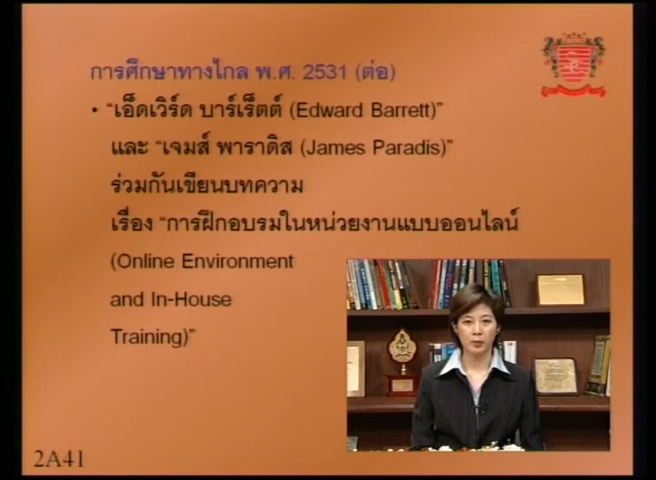 การศึกษาทางไกล พ.ศ. 2531 (ต่อ)
• “เอ็ดเวิร์ด บาร์เร็ตต์ (Edward Barrett)”
และ “เจมส์ พาราดิส (James Paradis)”
ร่วมกันเขียนบทความ
เรื่อง “การฝึกอบรมในหน่วยงานแบบออนไลน์
(Online Environment
and In-House
Training)”
2A41